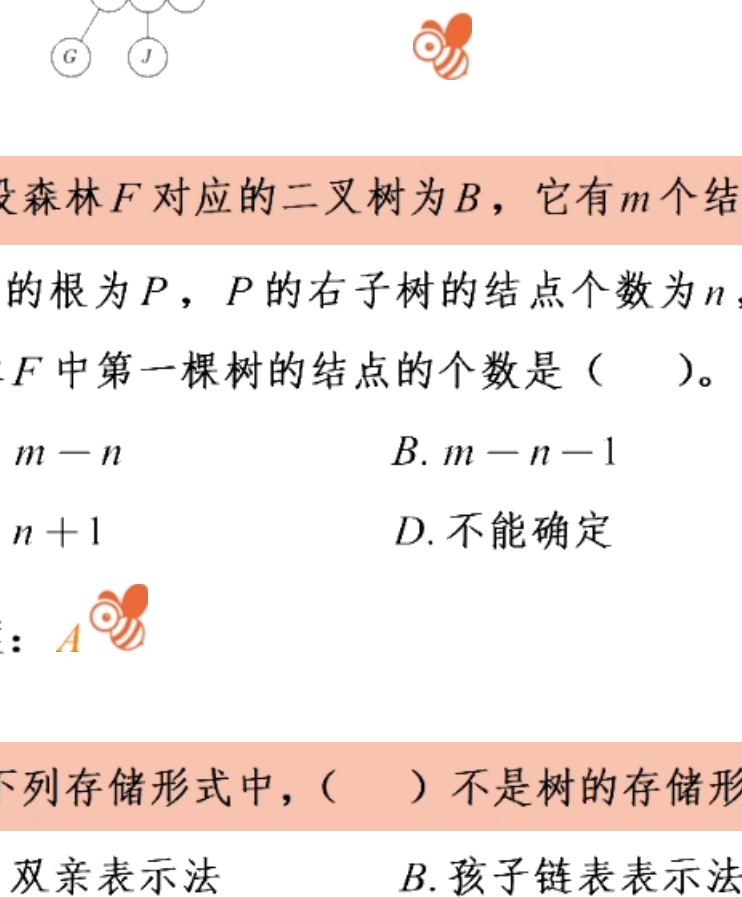 G J
森林F对应的二叉树为B，它有m个结
的根为P，P的右子树的结点个数为n，
F中第一棵树的结点的个数是（ ）。
m－n B. m－n－1
n＋1 D. 不能确定
：A
下列存储形式中，（ ）不是树的存储形
双亲表示法 B. 孩子链表表示法